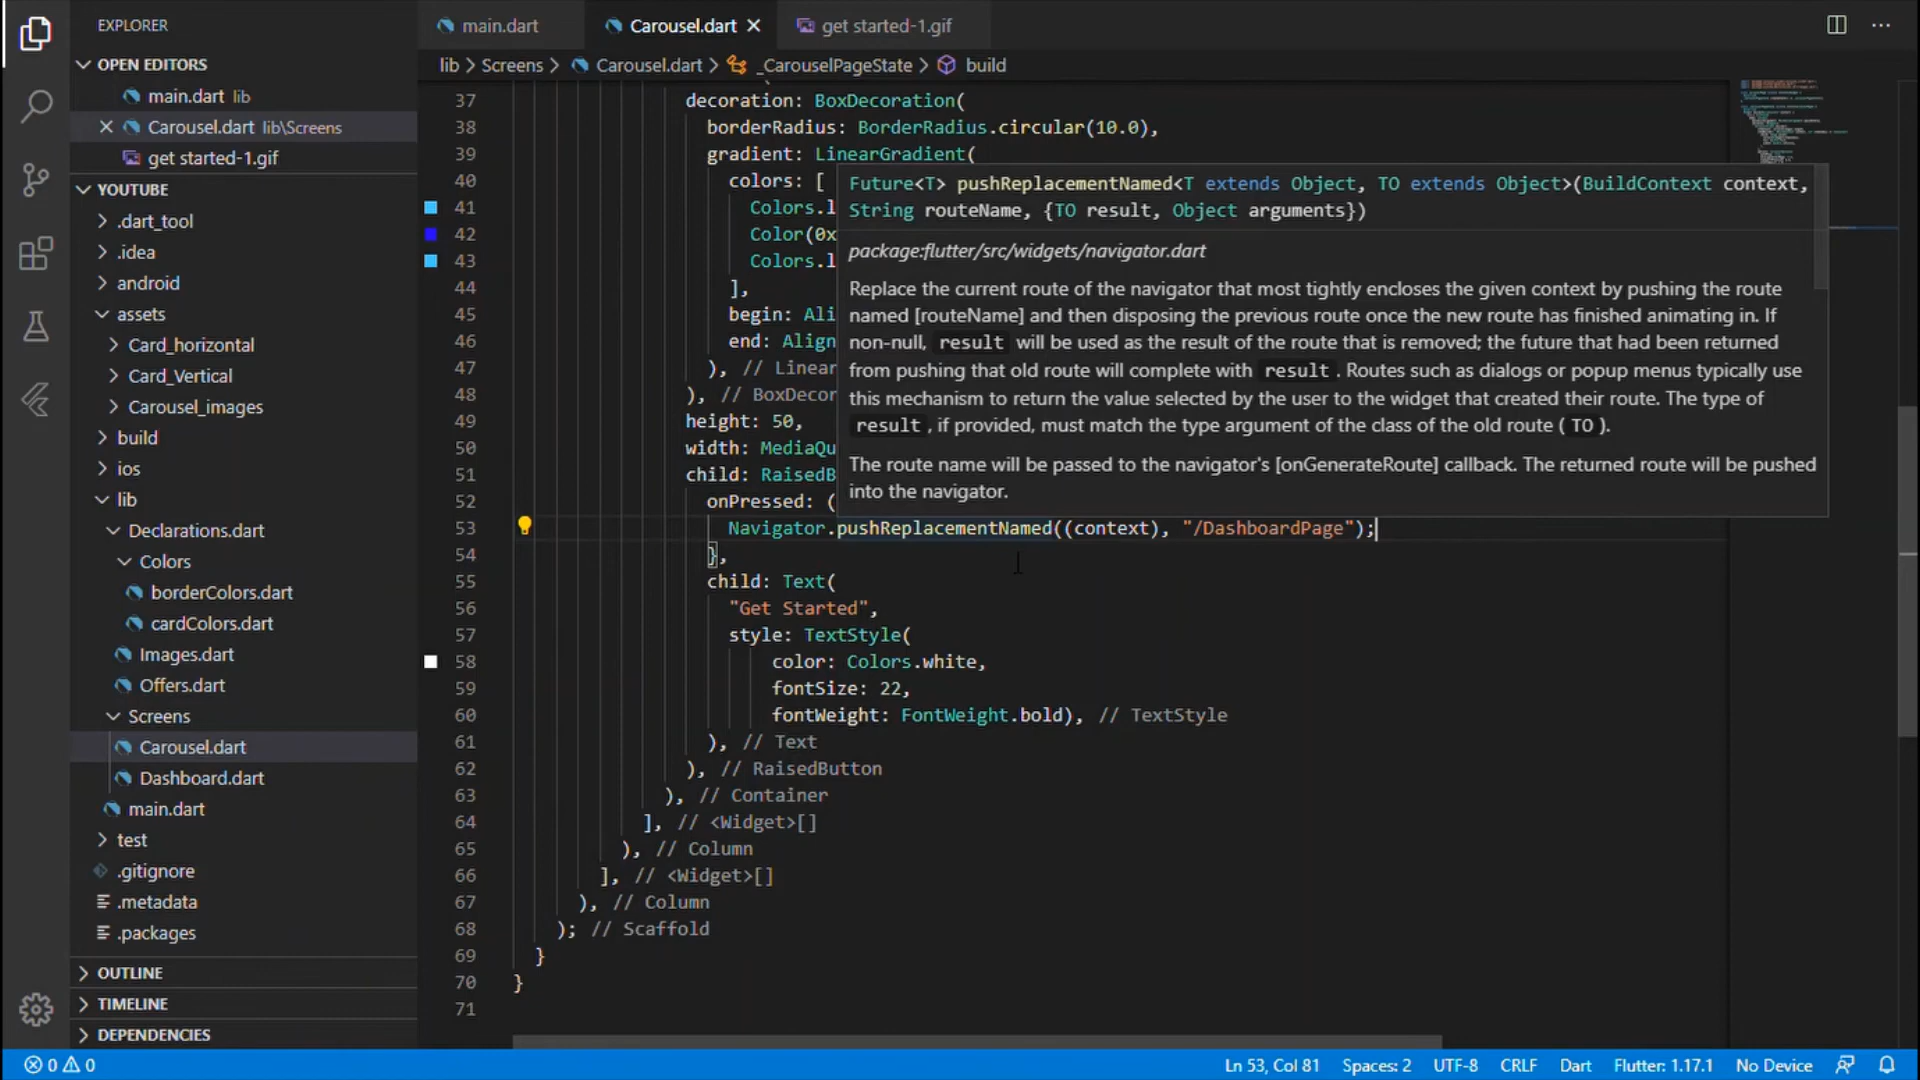 EXPLORER
OPEN EDITORS
main.dart lib
Carousel.dart lib\Screens
get started-1.gif
YOUTUBE
.dart_tool
.idea
android
assets
Card_horizontal
Card_Vertical
Carousel_images
build
ios
lib
Declarations.dart
Colors
borderColors.dart
cardColors.dart
Images.dart
Offers.dart
Screens
Carousel.dart
Dashboard.dart
main.dart
test
.gitignore
.metadata
.packages
OUTLINE
TIMELINE
DEPENDENCIES
main.dart
Carousel.dart
get started-1.gif
lib > Screens > Carousel.dart > _CarouselPageState > build
37 decoration: BoxDecoration(
38 borderRadius: BorderRadius.circular(10.0),
39 gradient: LinearGradient(
40 colors: [
41 Colors.l
42 Color(0x
43 Colors.l
44 ],
45 begin: Ali
46 end: Align
47 ), // Linear
48 ), // BoxDecor
49 height: 50,
50 width: MediaQu
51 child: RaisedB
52 onPressed: (
53 Navigator.pushReplacementNamed((context), "/DashboardPage");
54 },
55 child: Text(
56 "Get Started",
57 style: TextStyle(
58 color: Colors.white,
59 fontSize: 22,
60 fontWeight: FontWeight.bold), // TextStyle
61 ), // Text
62 ), // RaisedButton
63 ), // Container
64 ], // <Widget>[]
65 ), // Column
66 ], // <Widget>[]
67 ), // Column
68 ); // Scaffold
69 }
70 }
71
Future<T> pushReplacementNamed<T extends Object, TO extends Object>(BuildContext context,
String routeName, {TO result, Object arguments})
package:flutter/src/widgets/navigator.dart
Replace the current route of the navigator that most tightly encloses the given context by pushing the route
named [routeName] and then disposing the previous route once the new route has finished animating in. If
non-null, result will be used as the result of the route that is removed; the future that had been returned
from pushing that old route will complete with result. Routes such as dialogs or popup menus typically use
this mechanism to return the value selected by the user to the widget that created their route. The type of
result, if provided, must match the type argument of the class of the old route (TO).
The route name will be passed to the navigator's [onGenerateRoute] callback. The returned route will be pushed
into the navigator.
0 0
Ln 53, Col 81
Spaces: 2
UTF-8
CRLF
Dart
Flutter: 1.17.1
No Device